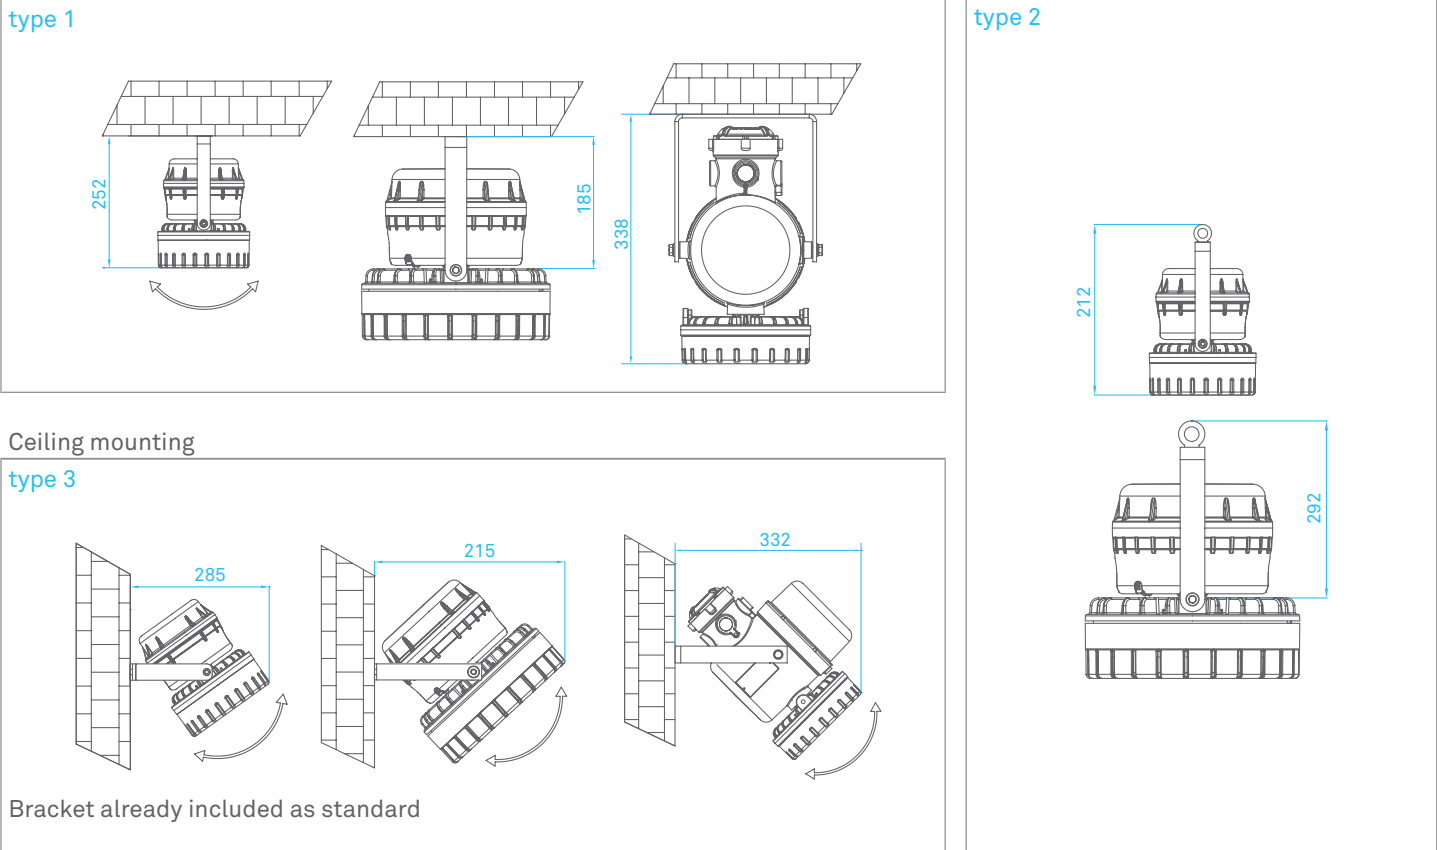 type 1
252
185
338
Ceiling mounting
type 3
285
215
332
Bracket already included as standard
type 2
212
292